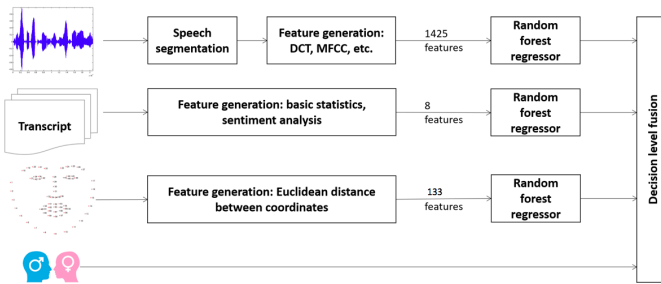 Speech
segmentation
Feature generation:
DCT, MFCC, etc.
1425
features
Random
forest
regressor
Transcript
Feature generation: basic statistics,
sentiment analysis
8
features
Random
forest
regressor
Feature generation: Euclidean distance
between coordinates
133
features
Random
forest
regressor
Decision level fusion